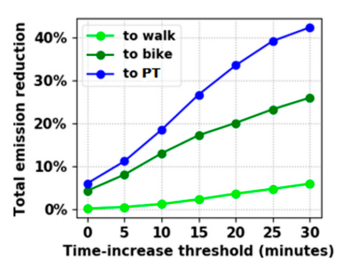 to walk
to bike
to PT
Total emission reduction
40%
30%
20%
10%
0%
0 5 10 15 20 25 30
Time-increase threshold (minutes)